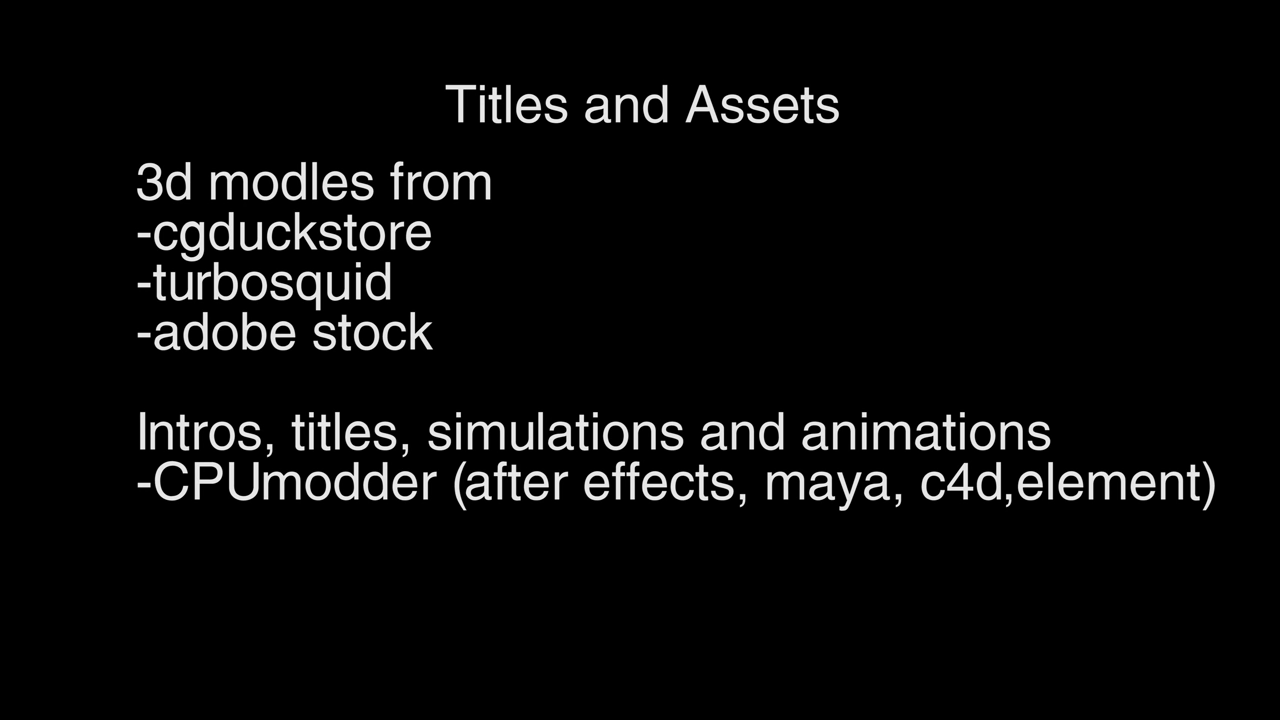 Titles and Assets
3d modles from
-cgduckstore
-turbosquid
-adobe stock
Intros, titles, simulations and animations
-CPUmodder (after effects, maya, c4d,element)